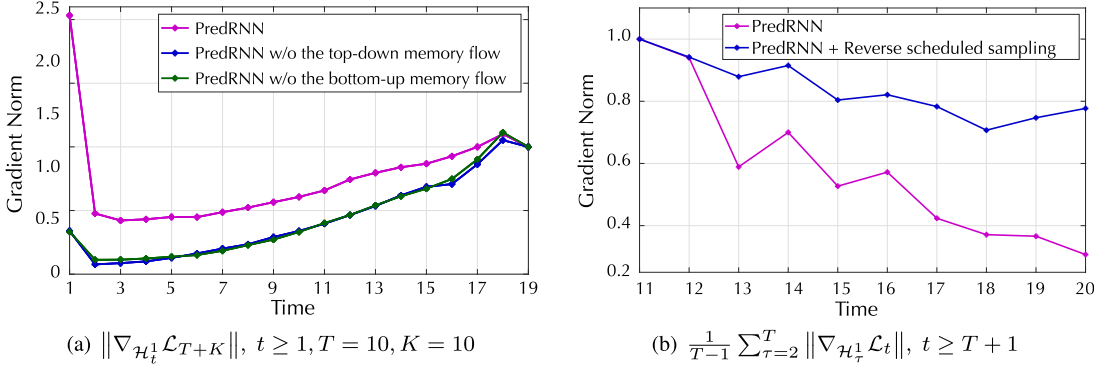 2.5
2.0
1.5
1.0
0.5
0
Gradient Norm
PredRNN
PredRNN w/o the top-down memory flow
PredRNN w/o the bottom-up memory flow
1 3 5 7 9 11 13 15 17 19
Time
(a) ‖∇_{𝓗_t^1} 𝓛_{T+K}‖, t ≥ 1, T = 10, K = 10
1.0
0.8
0.6
0.4
0.2
Gradient Norm
PredRNN
PredRNN + Reverse scheduled sampling
11 12 13 14 15 16 17 18 19 20
Time
(b) \frac{1}{T−1} ∑_{τ=2}^{T} ‖∇_{𝓗_τ^1} 𝓛_t‖, t ≥ T + 1